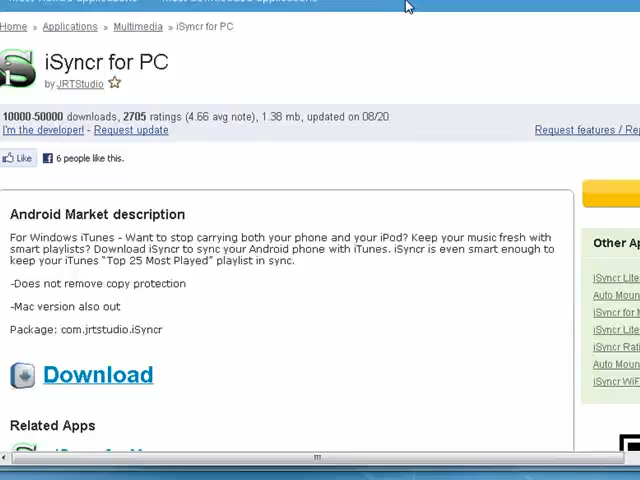 Home » Applications » Multimedia » iSyncr for PC
iSyncr for PC
by JRTStudio
10000-50000 downloads, 2705 ratings (4.66 avg note), 1.38 mb, updated on 08/20
I'm the developer! - Request update
Request features / Rep
Like
6 people like this.
Android Market description
For Windows iTunes - Want to stop carrying both your phone and your iPod? Keep your music fresh with
smart playlists? Download iSyncr to sync your Android phone with iTunes. iSyncr is even smart enough to
keep your iTunes "Top 25 Most Played" playlist in sync.
-Does not remove copy protection
-Mac version also out
Package: com.jrtstudio.iSyncr
Download
Related Apps
Other Ap
iSyncr Lite
Auto Moun
iSyncr for M
iSyncr Lite
iSyncr Rati
Auto Moun
iSyncr WiF